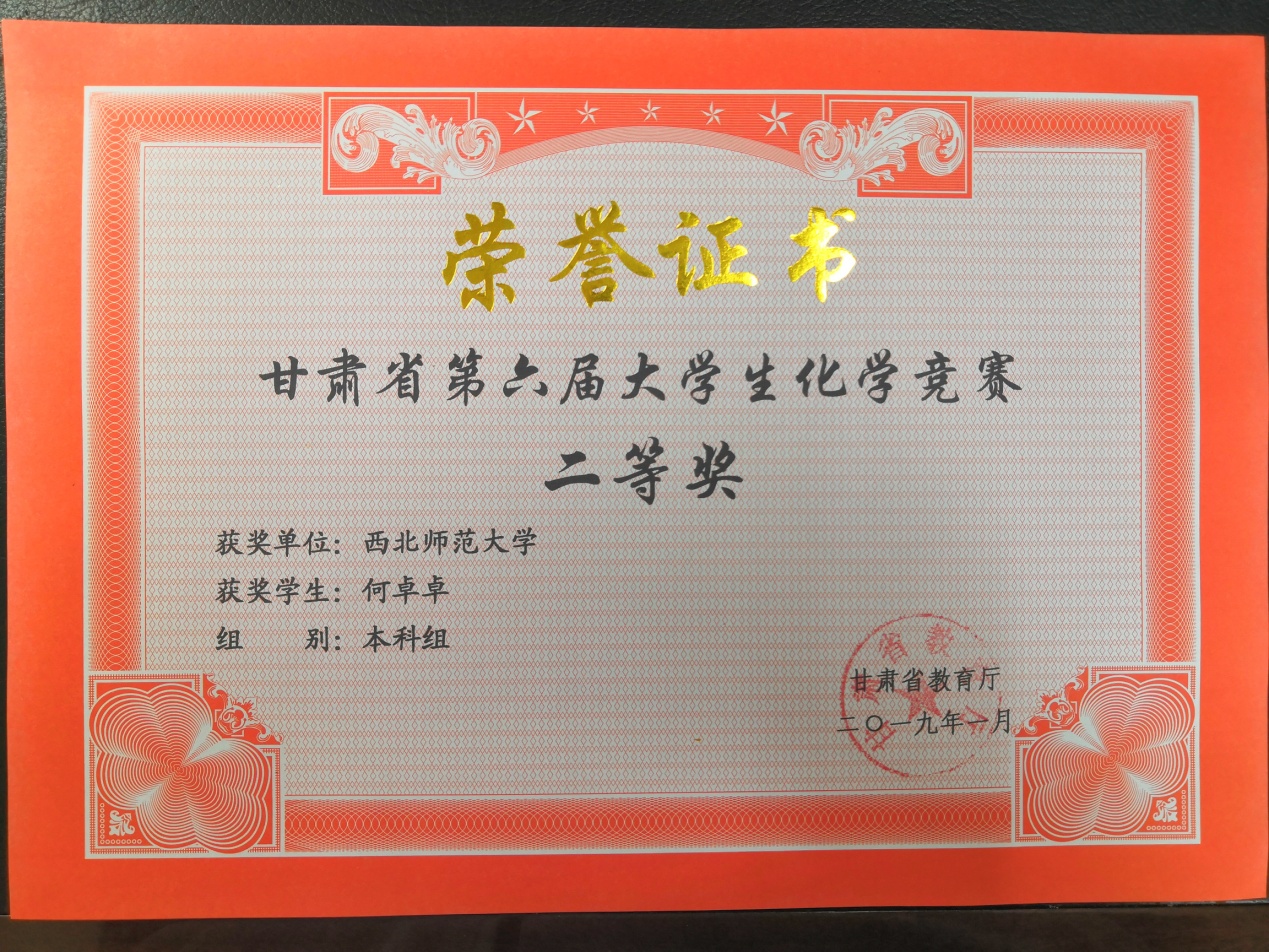 荣誉证书
甘肃省第六届大学生化学竞赛
二等奖
获奖单位：西北师范大学
获奖学生：何卓卓
组　　别：本科组
甘肃省教育厅
二〇一九年一月